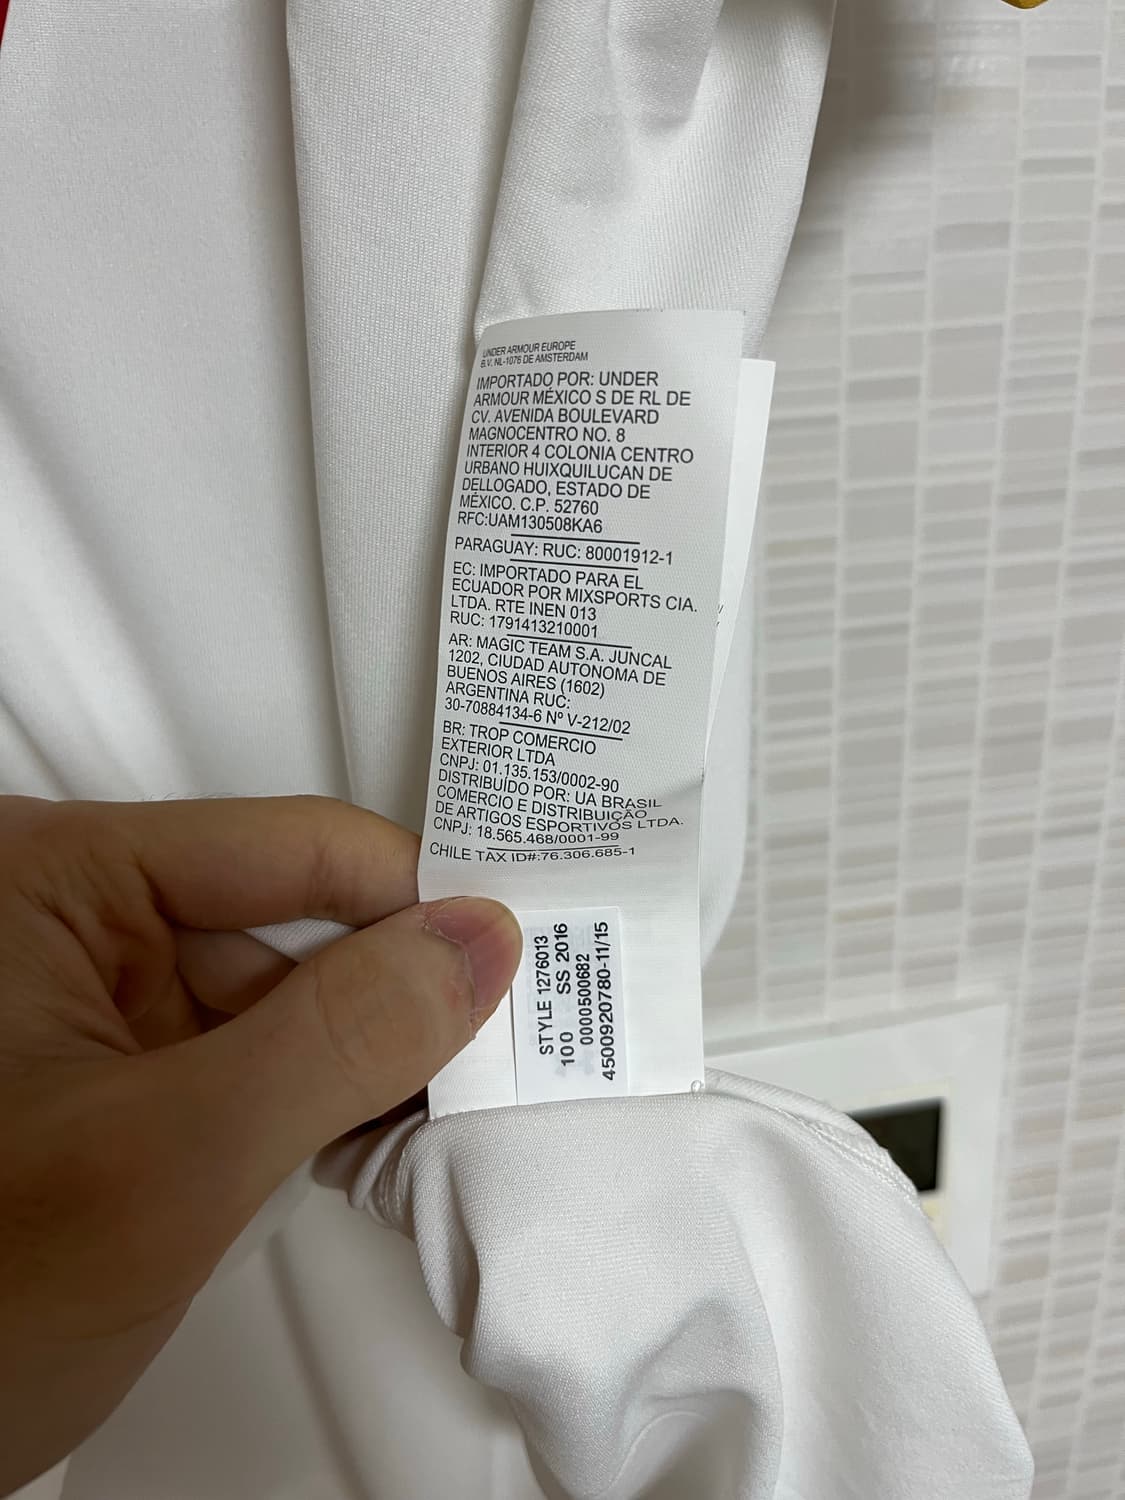 UNDER ARMOUR EUROPE
B.V. NL-1076 DE AMSTERDAM
IMPORTADO POR: UNDER
ARMOUR MÉXICO S DE RL DE
CV. AVENIDA BOULEVARD
MAGNOCENTRO NO. 8
INTERIOR 4 COLONIA CENTRO
URBANO HUIXQUILUCAN DE
DELLOGADO, ESTADO DE
MÉXICO. C.P. 52760
RFC:UAM130508KA6
PARAGUAY: RUC: 80001912-1
EC: IMPORTADO PARA EL
ECUADOR POR MIXSPORTS CIA.
LTDA. RTE INEN 013
RUC: 1791413210001
AR: MAGIC TEAM S.A. JUNCAL
1202, CIUDAD AUTONOMA DE
BUENOS AIRES (1602)
ARGENTINA RUC:
30-70884134-6 Nº V-212/02
BR: TROP COMERCIO
EXTERIOR LTDA
CNPJ: 01.135.153/0002-90
DISTRIBUÍDO POR: UA BRASIL
COMERCIO E DISTRIBUIÇÃO
DE ARTIGOS ESPORTIVOS LTDA.
CNPJ: 18.565.468/0001-99
CHILE TAX ID#:76.306.685-1
STYLE 1276013
100 SS 2016
0000500682
4500920780-11/15